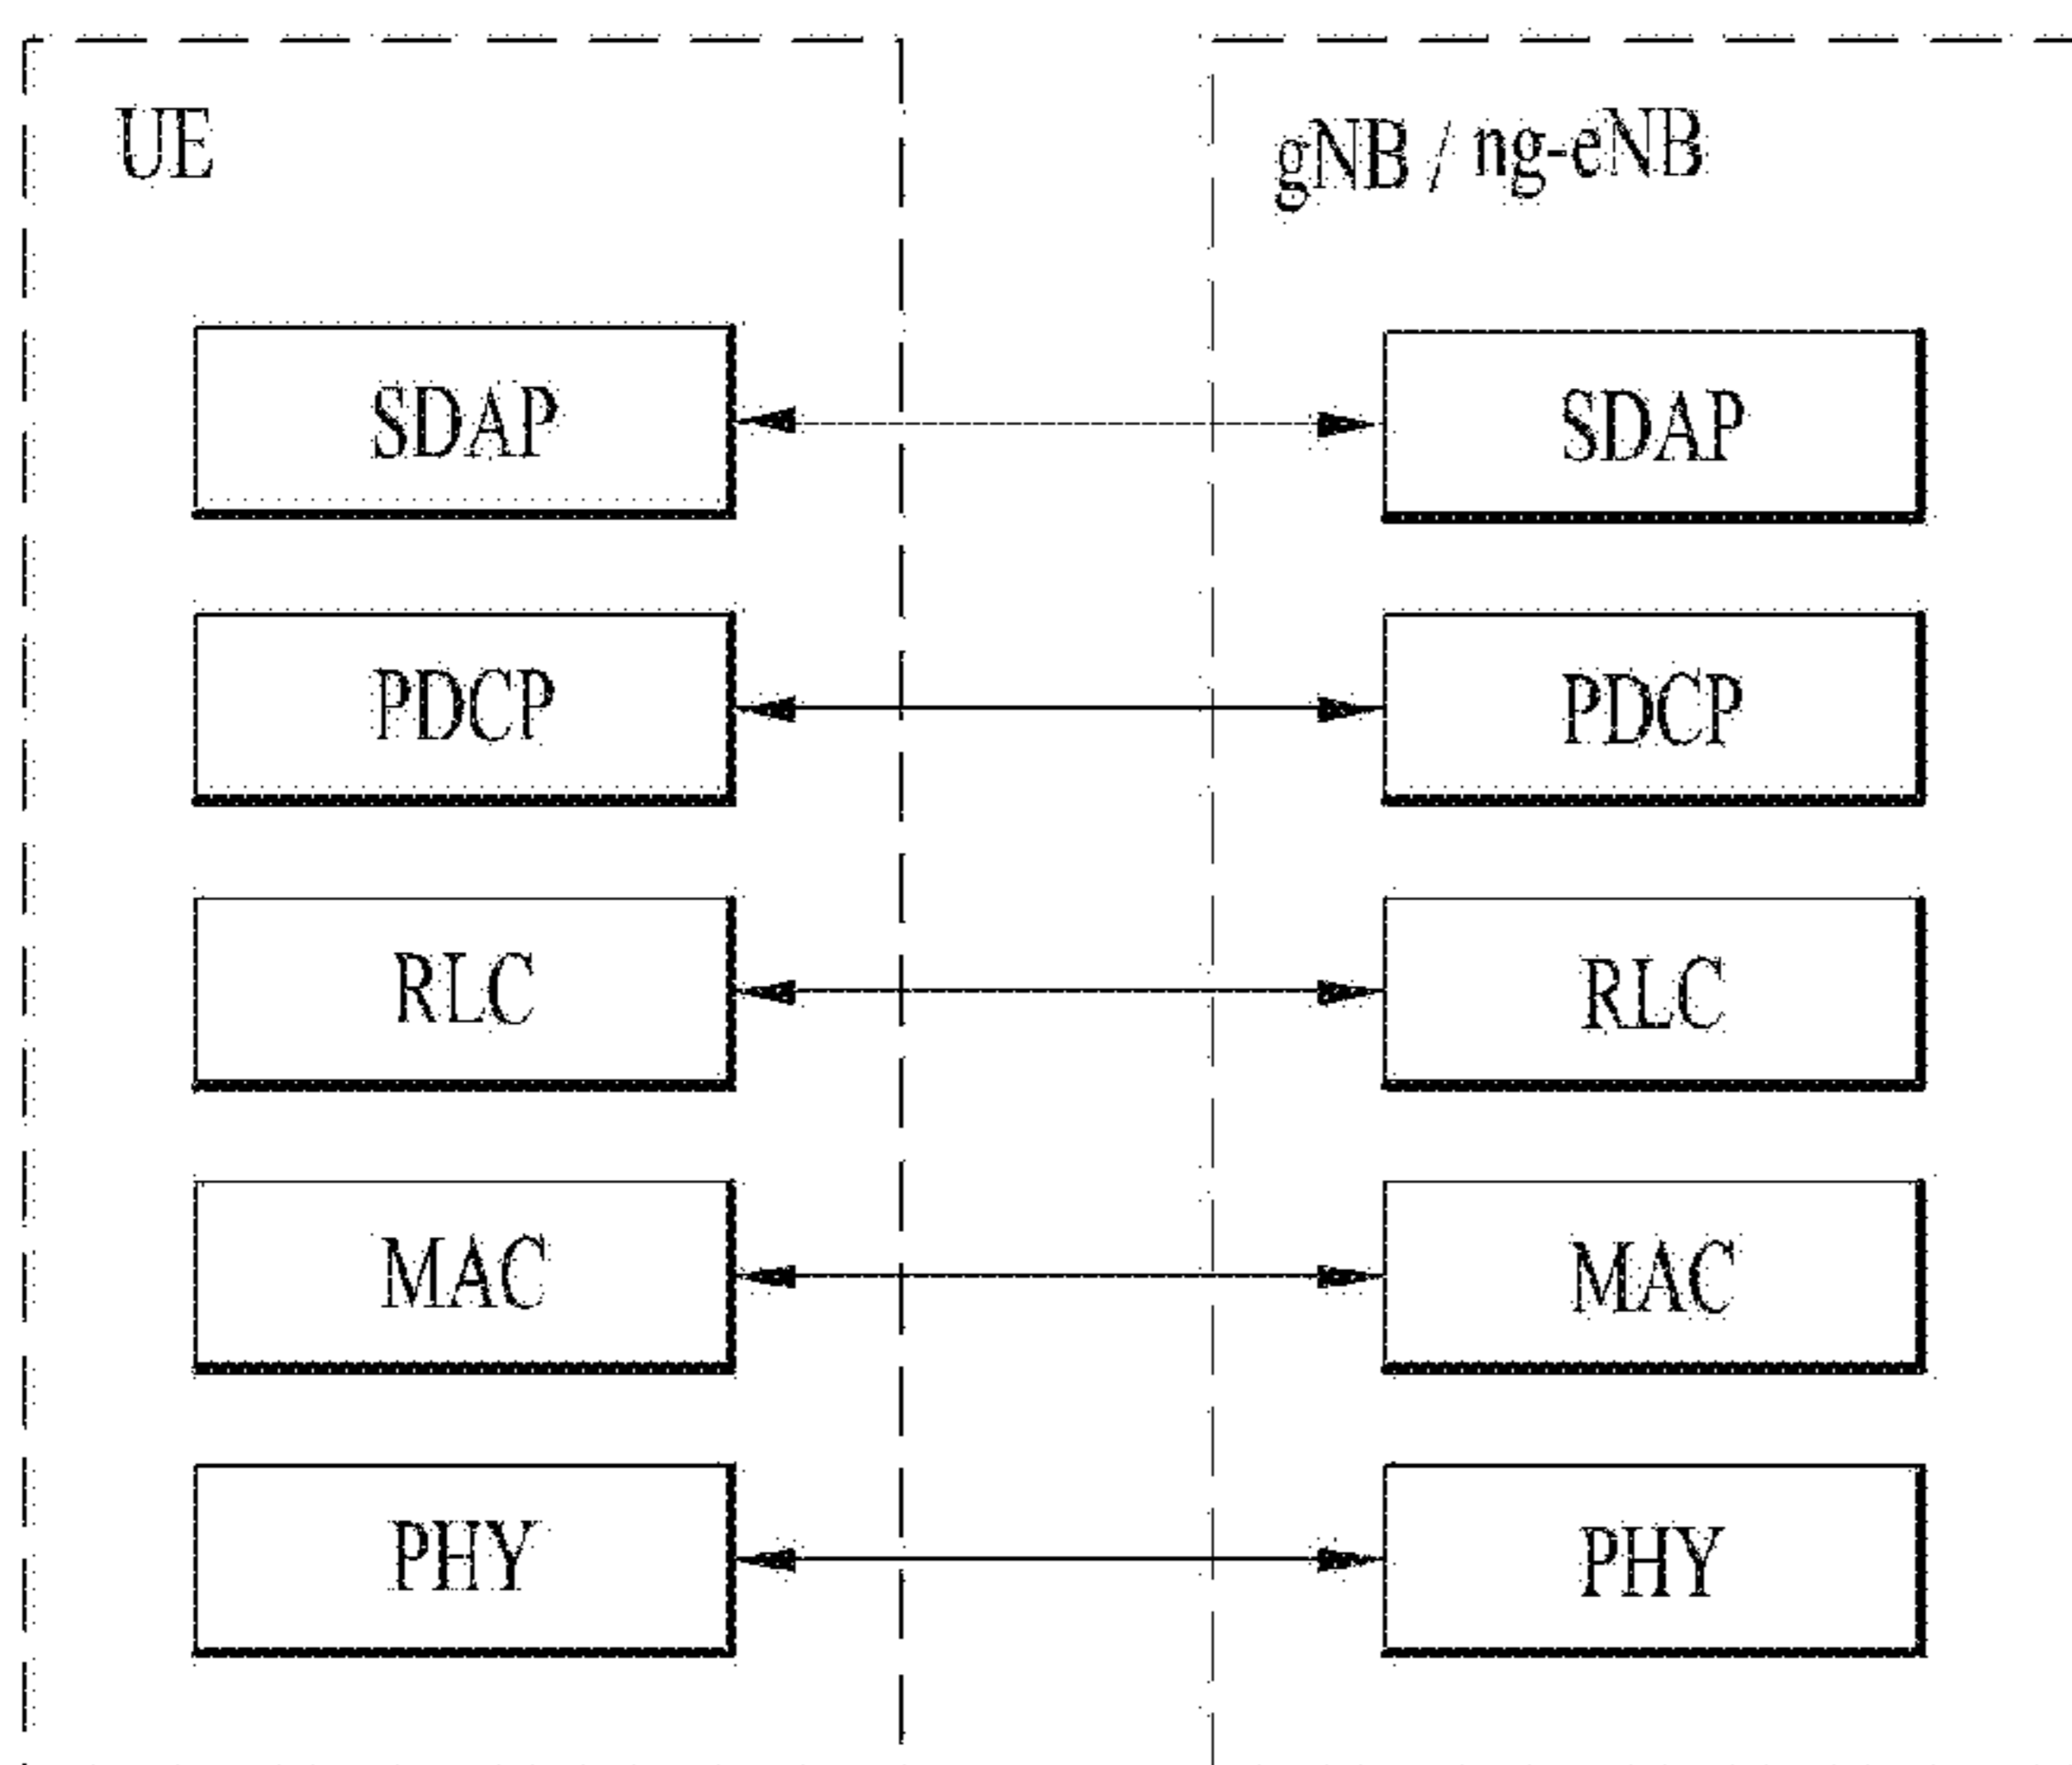 UE
gNB / ng-eNB
SDAP
SDAP
PDCP
PDCP
RLC
RLC
MAC
MAC
PHY
PHY